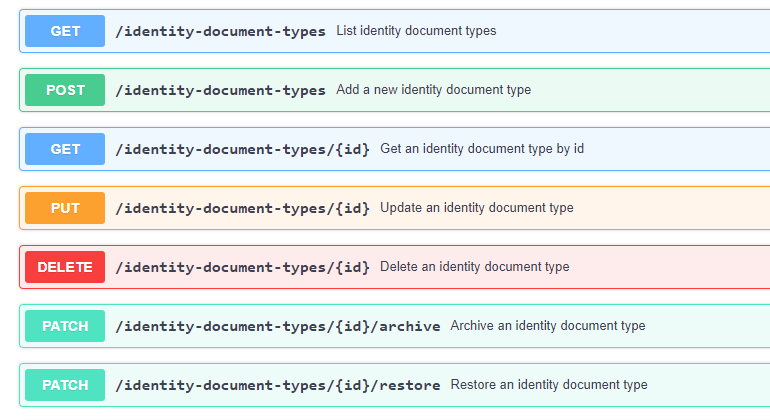 GET /identity-document-types List identity document types
POST /identity-document-types Add a new identity document type
GET /identity-document-types/{id} Get an identity document type by id
PUT /identity-document-types/{id} Update an identity document type
DELETE /identity-document-types/{id} Delete an identity document type
PATCH /identity-document-types/{id}/archive Archive an identity document type
PATCH /identity-document-types/{id}/restore Restore an identity document type